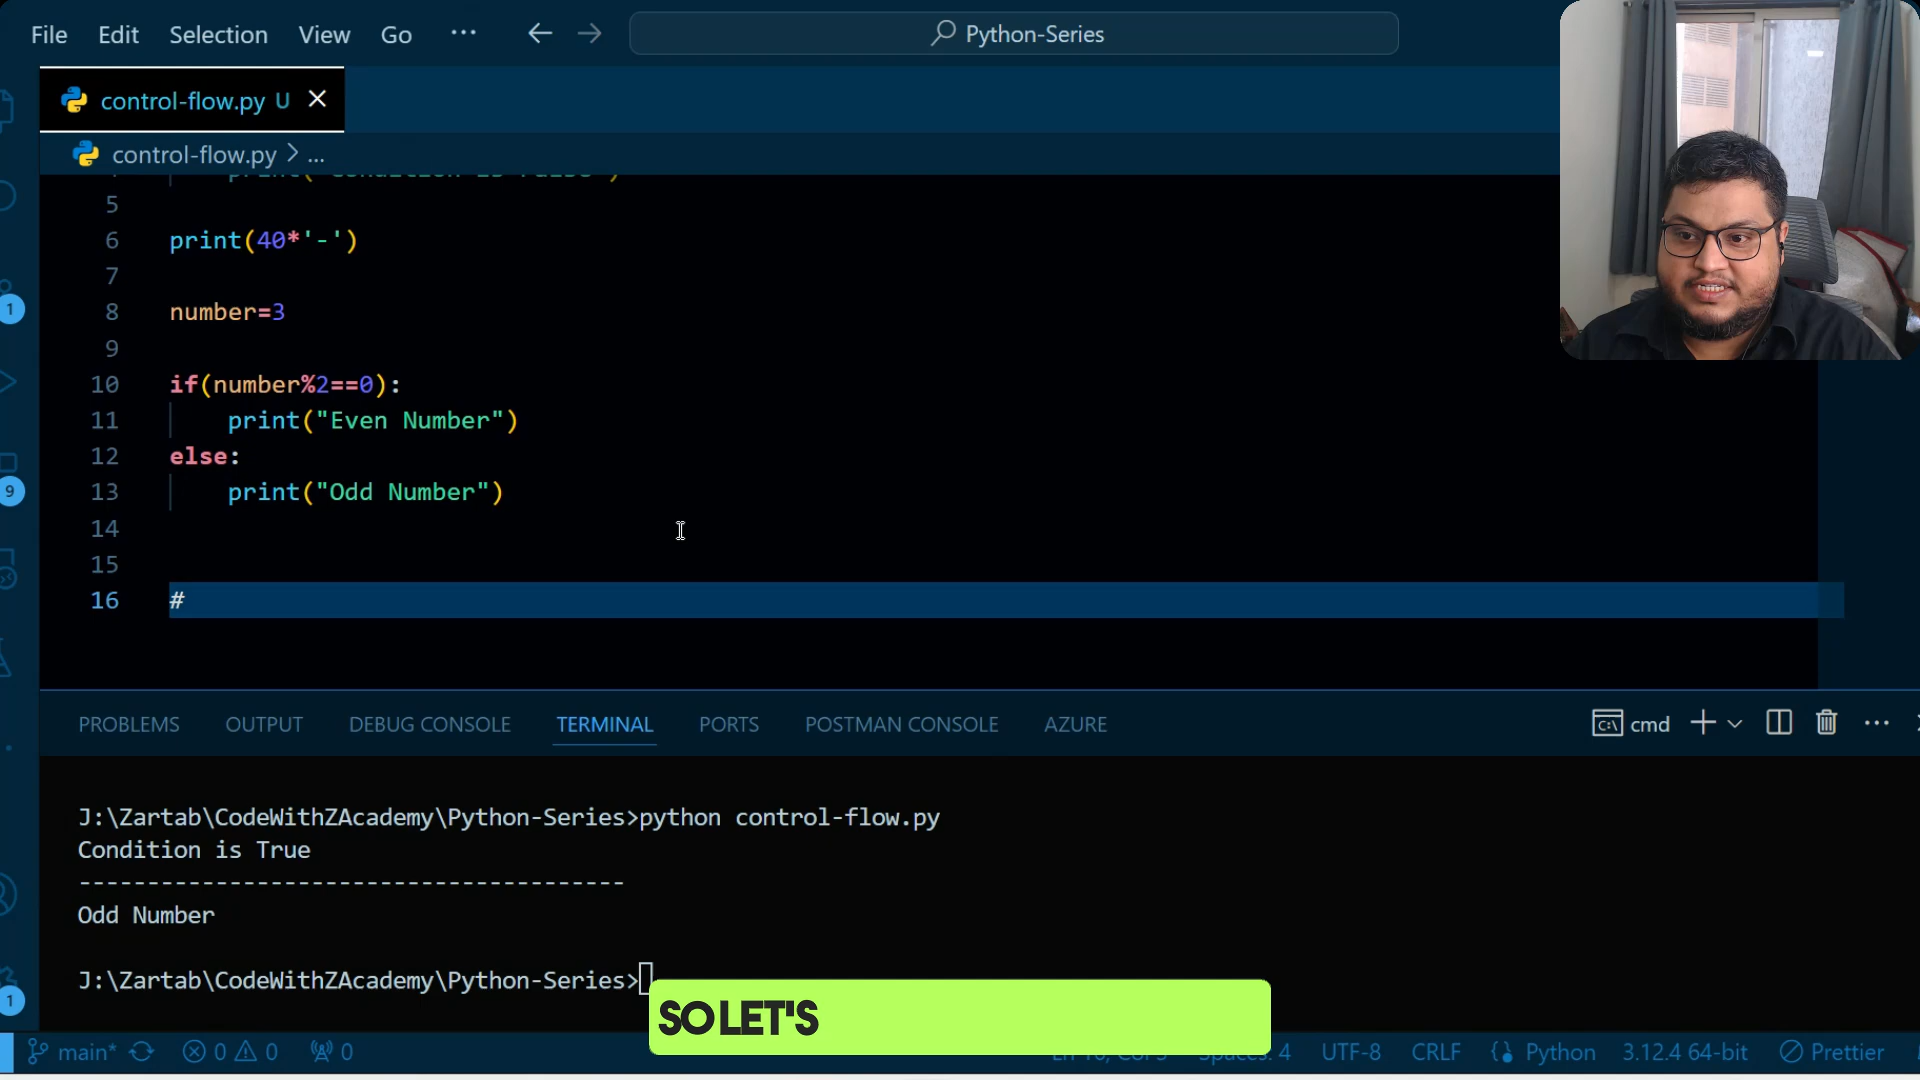 File Edit Selection View Go ··· Python-Series
control-flow.py U
control-flow.py > ...
5
6 print(40*'-')
7
8 number=3
9
10 if(number%2==0):
11 print("Even Number")
12 else:
13 print("Odd Number")
14
15
16 #
1
9
1
PROBLEMS OUTPUT DEBUG CONSOLE TERMINAL PORTS POSTMAN CONSOLE AZURE cmd
J:\Zartab\CodeWithZAcademy\Python-Series>python control-flow.py
Condition is True
----------------------------------------
Odd Number
J:\Zartab\CodeWithZAcademy\Python-Series>
SO LET'S
main* 0 0 0 4 UTF-8 CRLF Python 3.12.4 64-bit Prettier